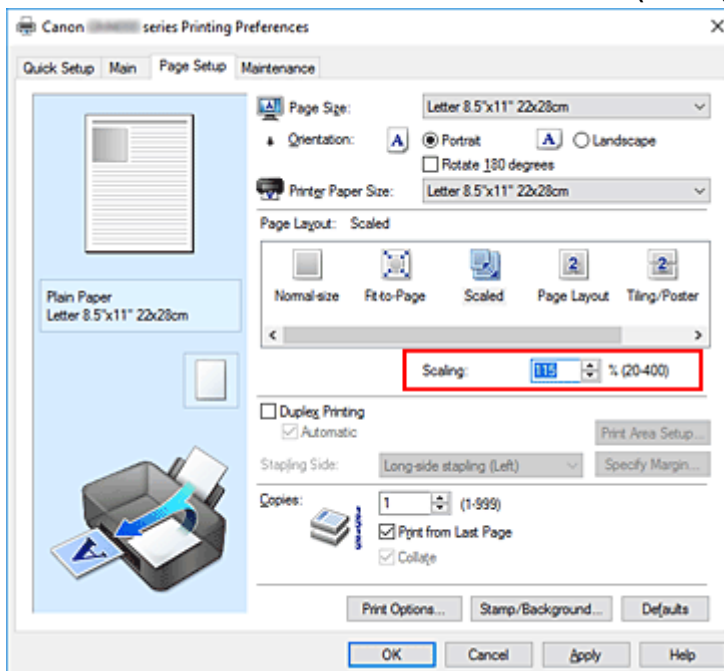 Canon series Printing Preferences
Quick Setup Main Page Setup Maintenance
Page Size: Letter 8.5"x11" 22x28cm
Orientation: A Portrait A Landscape
Rotate 180 degrees
Printer Paper Size: Letter 8.5"x11" 22x28cm
Page Layout: Scaled
Normal-size Fit-to-Page Scaled Page Layout Tiling/Poster
Plain Paper
Letter 8.5"x11" 22x28cm
Scaling: 115 % (20-400)
Duplex Printing
Automatic Print Area Setup...
Stapling Side: Long-side stapling (Left) Specify Margin...
Copies: 1 (1-999)
Print from Last Page
Collate
Print Options... Stamp/Background... Defaults
OK Cancel Apply Help